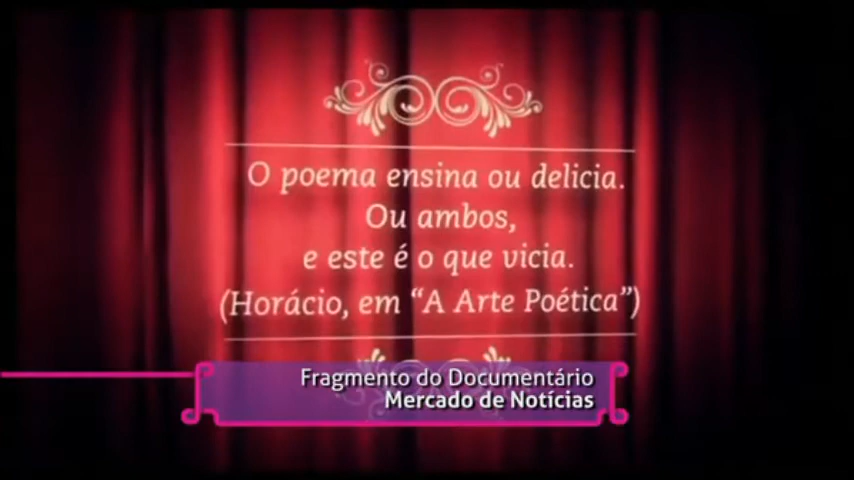 O poema ensina ou delicia.
Ou ambos,
e este é o que vicia.
(Horácio, em “A Arte Poética”)
Fragmento do Documentário
Mercado de Notícias